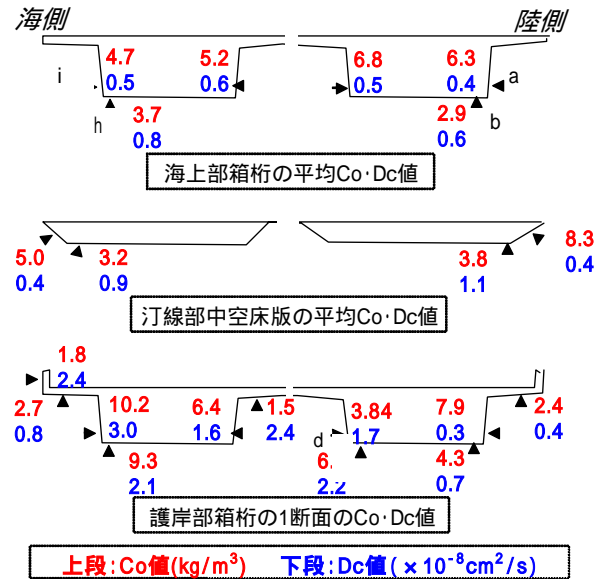 海側 陸側
4.7 5.2 6.8 6.3
i 0.5 0.6 0.5 0.4 a
h 3.7 2.9 b
0.8 0.6
海上部箱桁の平均Co･Dc値
5.0 3.2 3.8 8.3
0.4 0.9 1.1 0.4
汀線部中空床版の平均Co･Dc値
1.8
2.4
2.7 10.2 6.4 1.5 3.84 7.9 2.4
0.8 3.0 1.6 2.4 d 1.7 0.3 0.4
9.3 6. 4.3
2.1 2.2 0.7
護岸部箱桁の1断面のCo･Dc値
上段:Co値(kg/m³) 下段:Dc値(×10⁻⁸cm²/s)